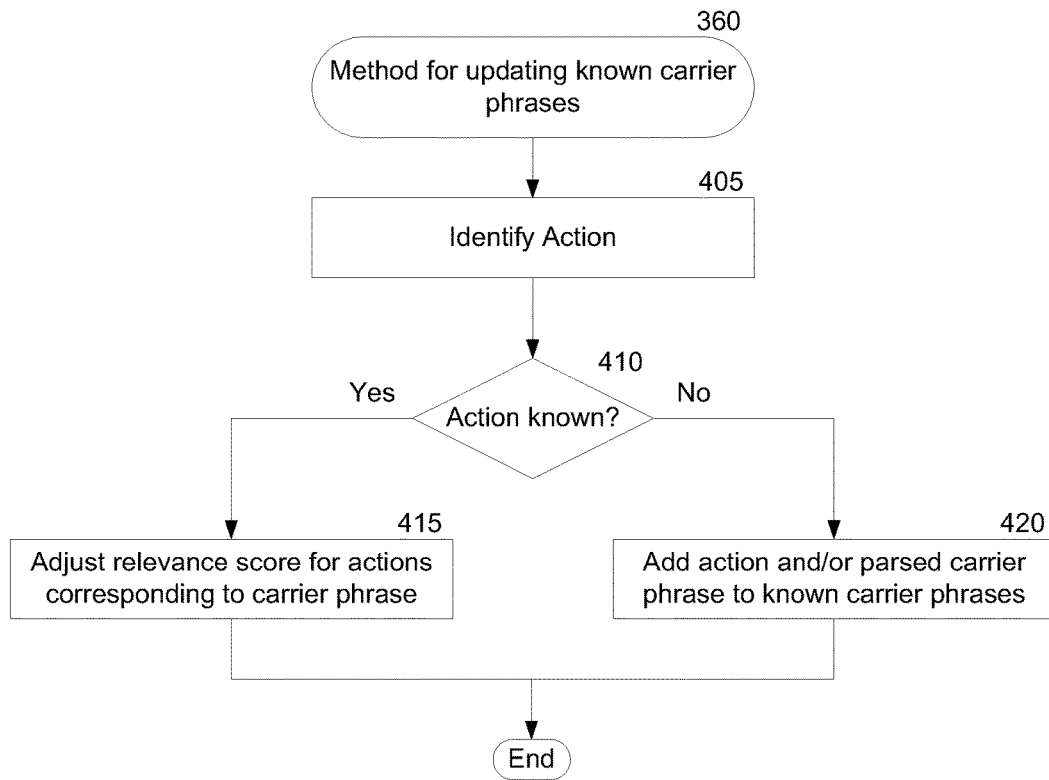 360
Method for updating known carrier
phrases
405
Identify Action
410
Yes
No
Action known?
415
420
Adjust relevance score for actions
corresponding to carrier phrase
Add action and/or parsed carrier
phrase to known carrier phrases
End